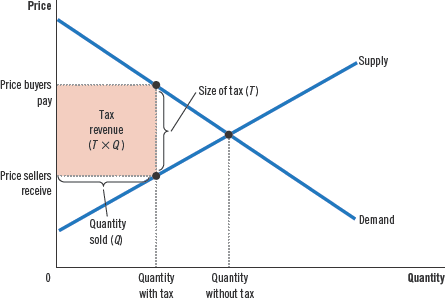 Price
Supply
Price buyers
pay
Size of tax (T)
Tax
revenue
(T × Q)
Price sellers
receive
Quantity
sold (Q)
Demand
0
Quantity
with tax
Quantity
without tax
Quantity